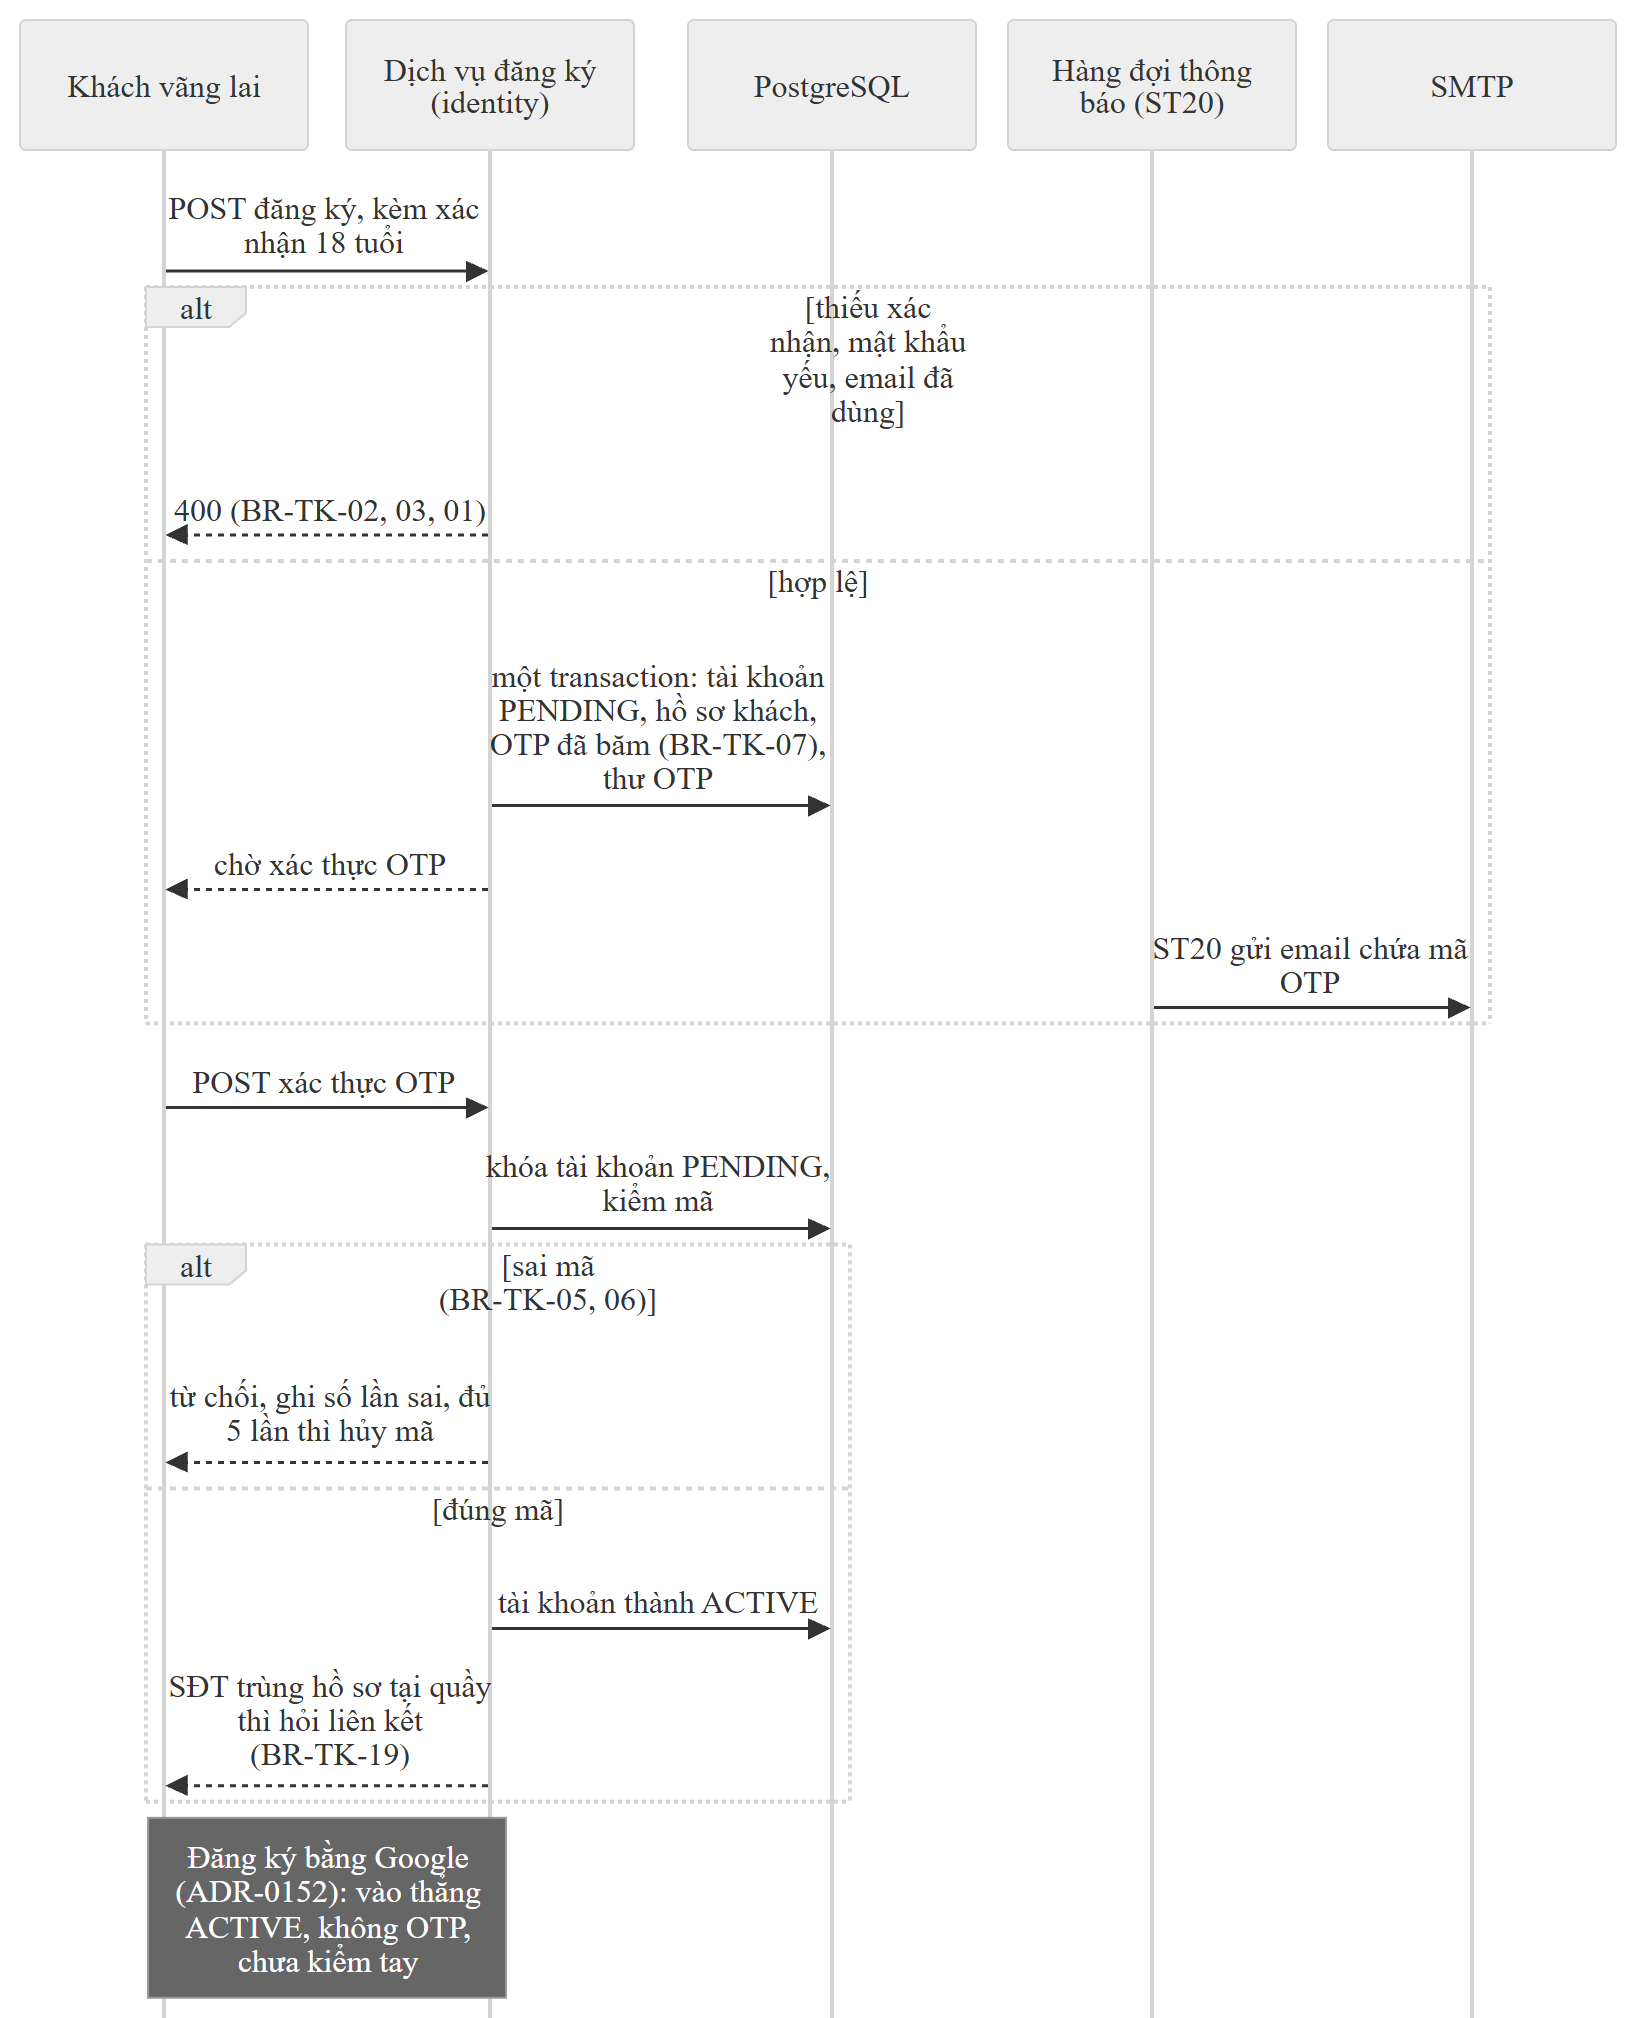 Khách vãng lai
Dịch vụ đăng ký
(identity)
PostgreSQL
Hàng đợi thông
báo (ST20)
SMTP
POST đăng ký, kèm xác
nhận 18 tuổi
alt
[thiếu xác
nhận, mật khẩu
yếu, email đã
dùng]
400 (BR-TK-02, 03, 01)
[hợp lệ]
một transaction: tài khoản
PENDING, hồ sơ khách,
OTP đã băm (BR-TK-07),
thư OTP
chờ xác thực OTP
ST20 gửi email chứa mã
OTP
POST xác thực OTP
khóa tài khoản PENDING,
kiểm mã
alt
[sai mã
(BR-TK-05, 06)]
từ chối, ghi số lần sai, đủ
5 lần thì hủy mã
[đúng mã]
tài khoản thành ACTIVE
SĐT trùng hồ sơ tại quầy
thì hỏi liên kết
(BR-TK-19)
Đăng ký bằng Google
(ADR-0152): vào thẳng
ACTIVE, không OTP,
chưa kiểm tay